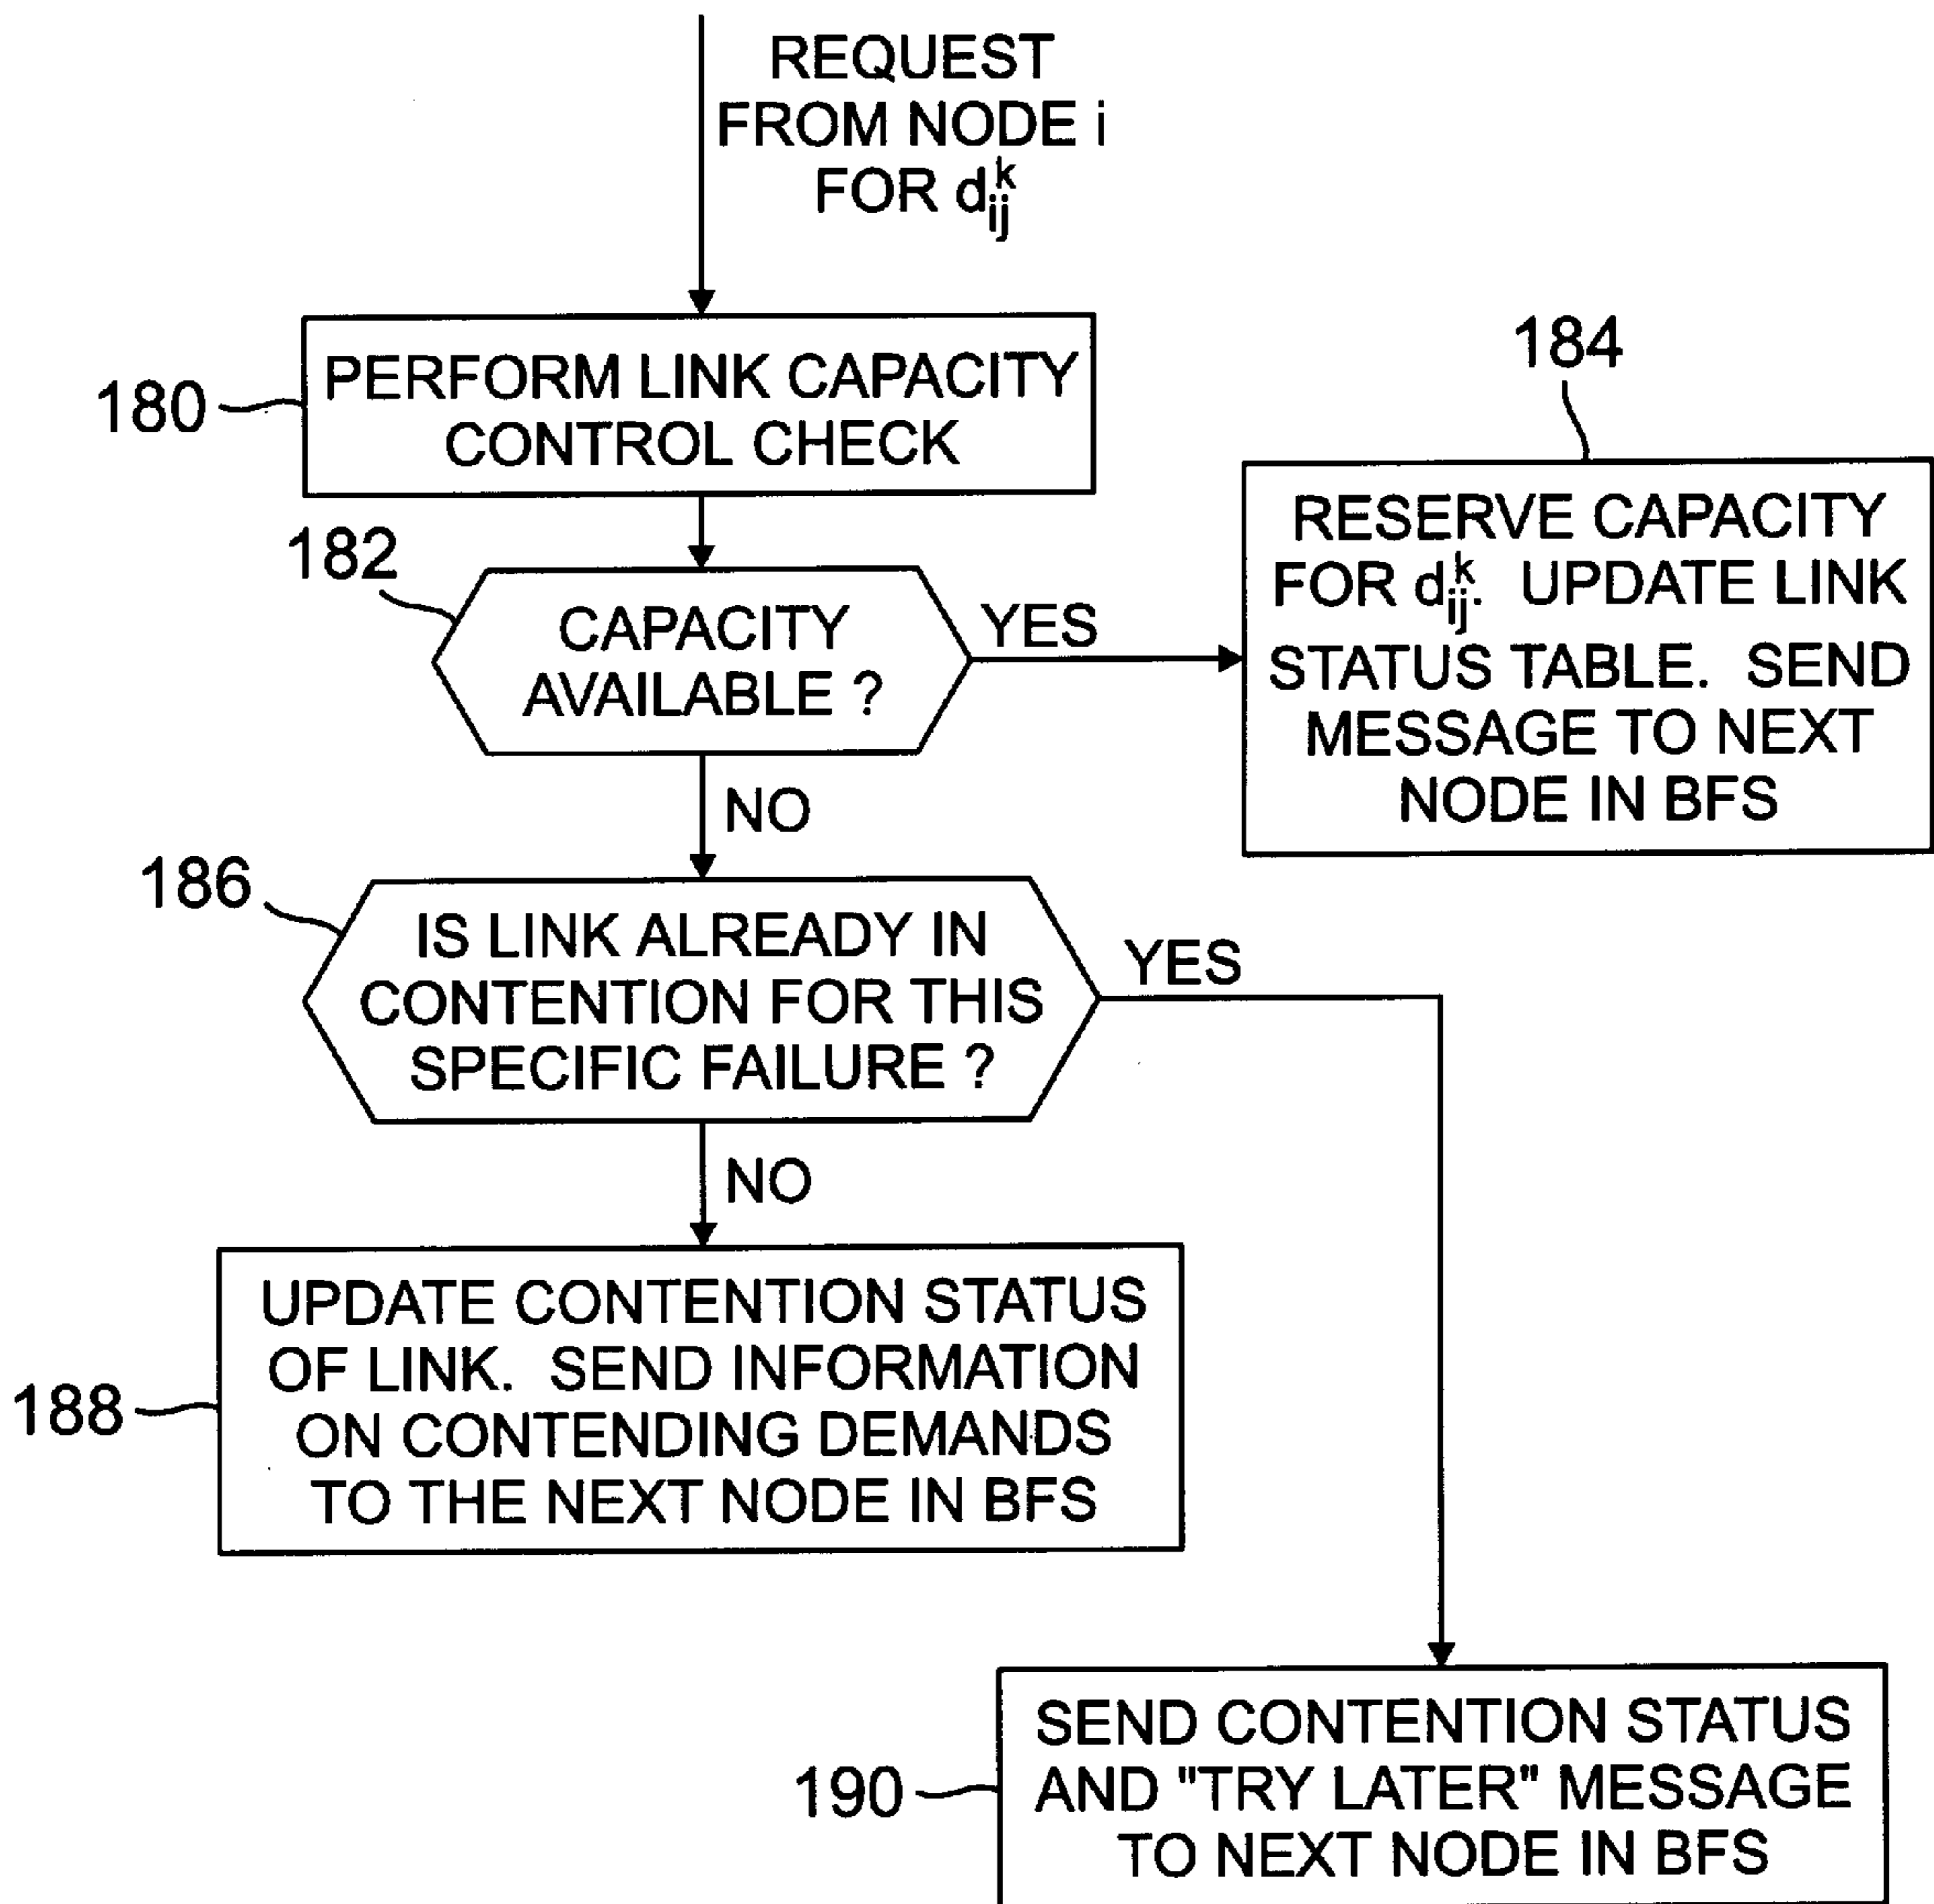 REQUEST
FROM NODE i
FOR d_{ij}^{k}
180
PERFORM LINK CAPACITY
CONTROL CHECK
182
CAPACITY
AVAILABLE ?
YES
184
RESERVE CAPACITY
FOR d_{ij}^{k}. UPDATE LINK
STATUS TABLE. SEND
MESSAGE TO NEXT
NODE IN BFS
NO
186
IS LINK ALREADY IN
CONTENTION FOR THIS
SPECIFIC FAILURE ?
YES
NO
188
UPDATE CONTENTION STATUS
OF LINK. SEND INFORMATION
ON CONTENDING DEMANDS
TO THE NEXT NODE IN BFS
190
SEND CONTENTION STATUS
AND "TRY LATER" MESSAGE
TO NEXT NODE IN BFS